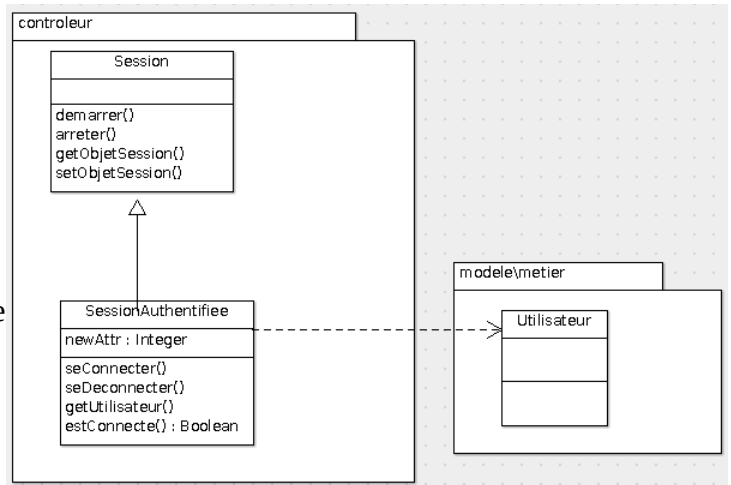 controleur
Session
demarrer()
arreter()
getObjetSession()
setObjetSession()
e
SessionAuthentifiee
newAttr : Integer
seConnecter()
seDeconnecter()
getUtilisateur()
estConnecte() : Boolean
modele\metier
Utilisateur